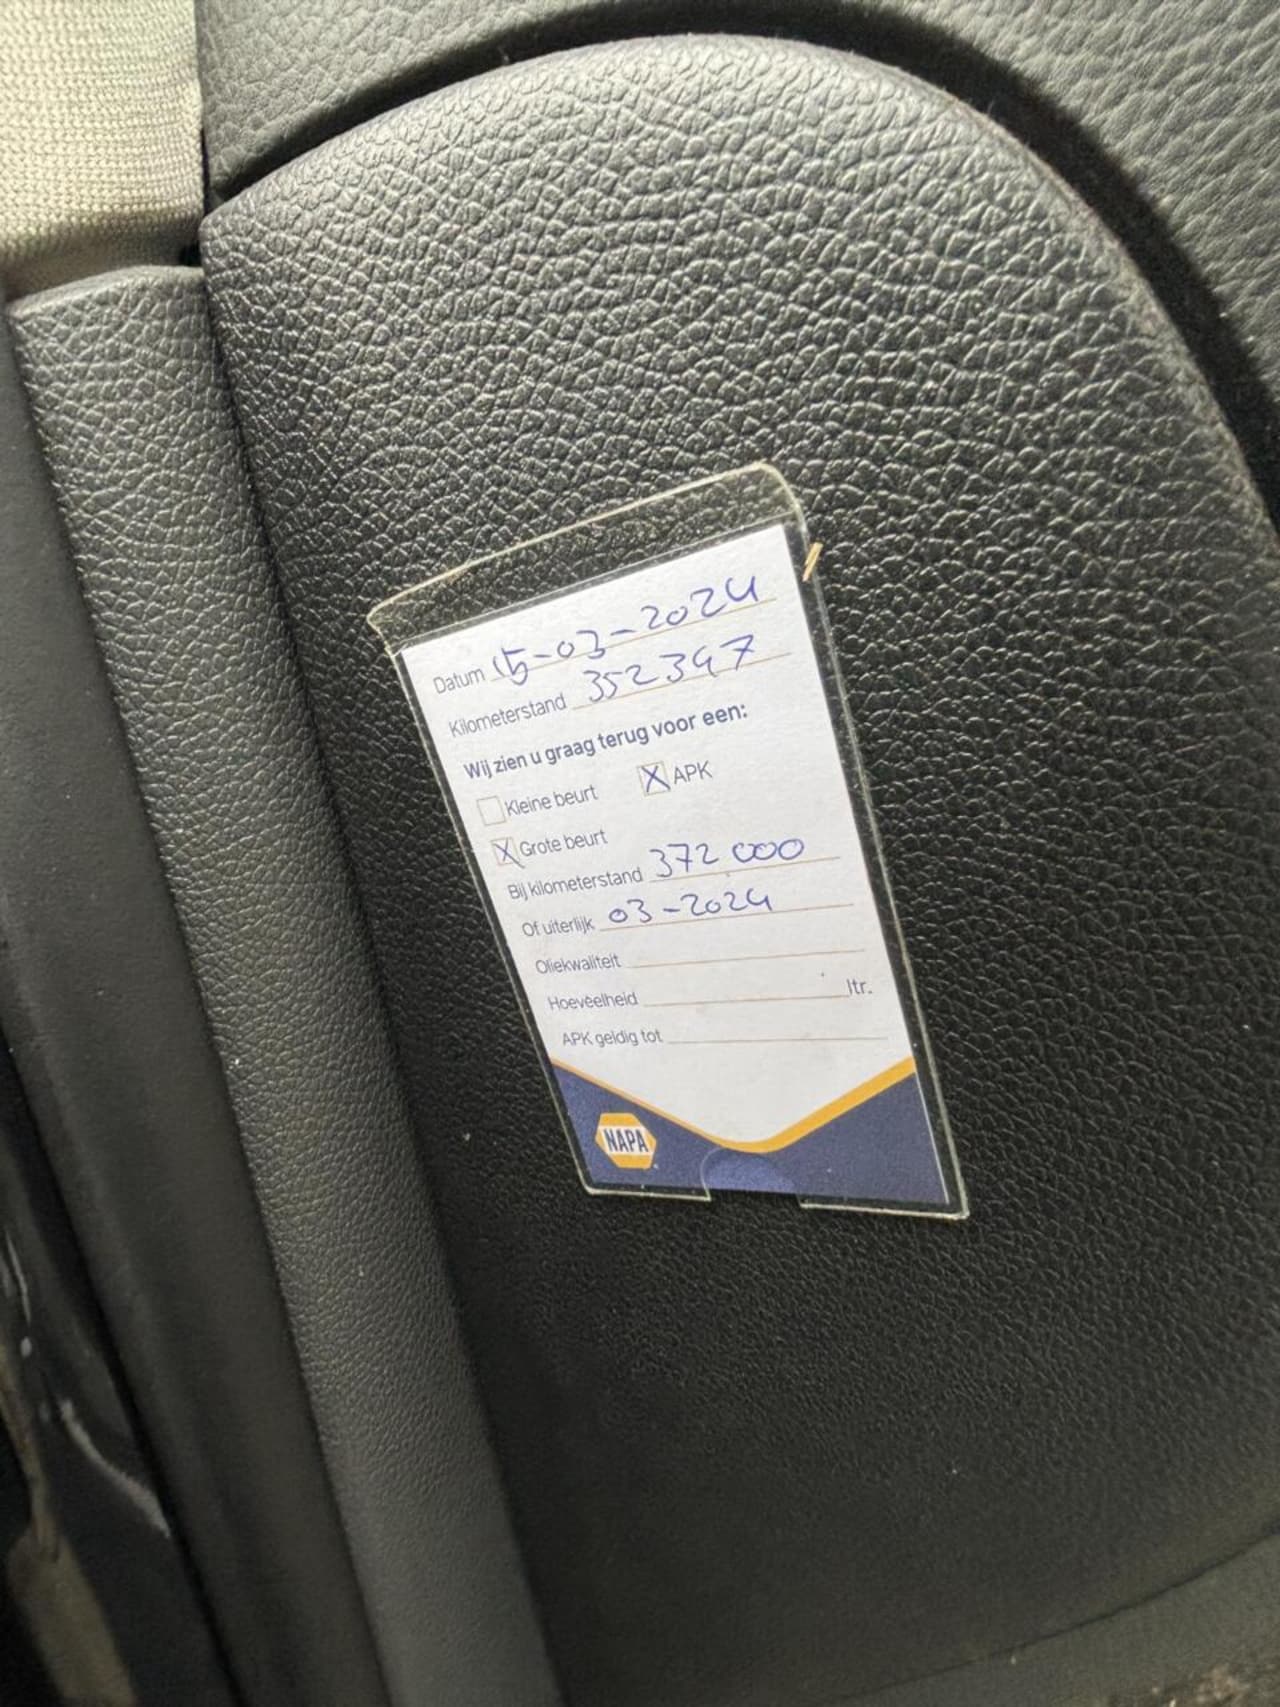 Datum 15-03-2024
Kilometerstand 352397
Wij zien u graag terug voor een:
Kleine beurt X APK
X Grote beurt
Bij kilometerstand 372 000
Of uiterlijk 03-2024
Oliekwaliteit
Hoeveelheid ltr.
APK geldig tot
NAPA